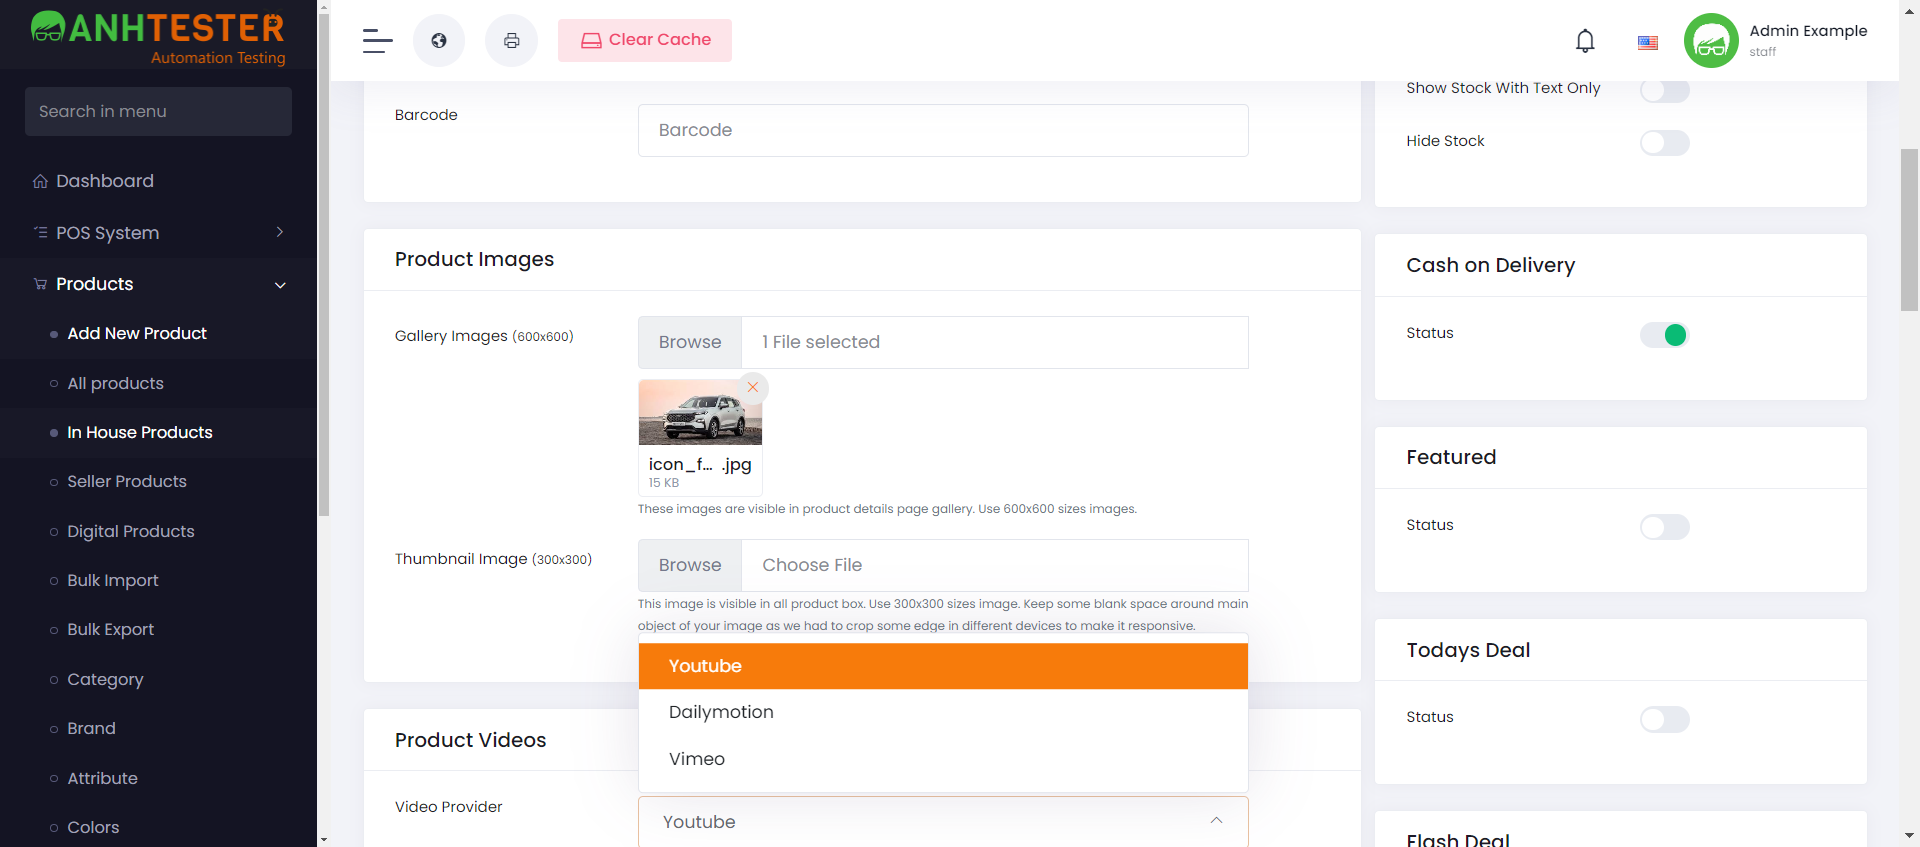 ANHTESTER
Automation Testing
Search in menu
Dashboard
POS System
Products
Add New Product
All products
In House Products
Seller Products
Digital Products
Bulk Import
Bulk Export
Category
Brand
Attribute
Colors
Clear Cache
Admin Example
staff
Barcode
Barcode
Product Images
Gallery Images (600x600)
Browse
1 File selected
icon_f... .jpg
15 KB
These images are visible in product details page gallery. Use 600x600 sizes images.
Thumbnail Image (300x300)
Browse
Choose File
This image is visible in all product box. Use 300x300 sizes image. Keep some blank space around main
object of your image as we had to crop some edge in different devices to make it responsive.
Youtube
Dailymotion
Vimeo
Product Videos
Video Provider
Youtube
Show Stock With Text Only
Hide Stock
Cash on Delivery
Status
Featured
Status
Todays Deal
Status
Flash Deal